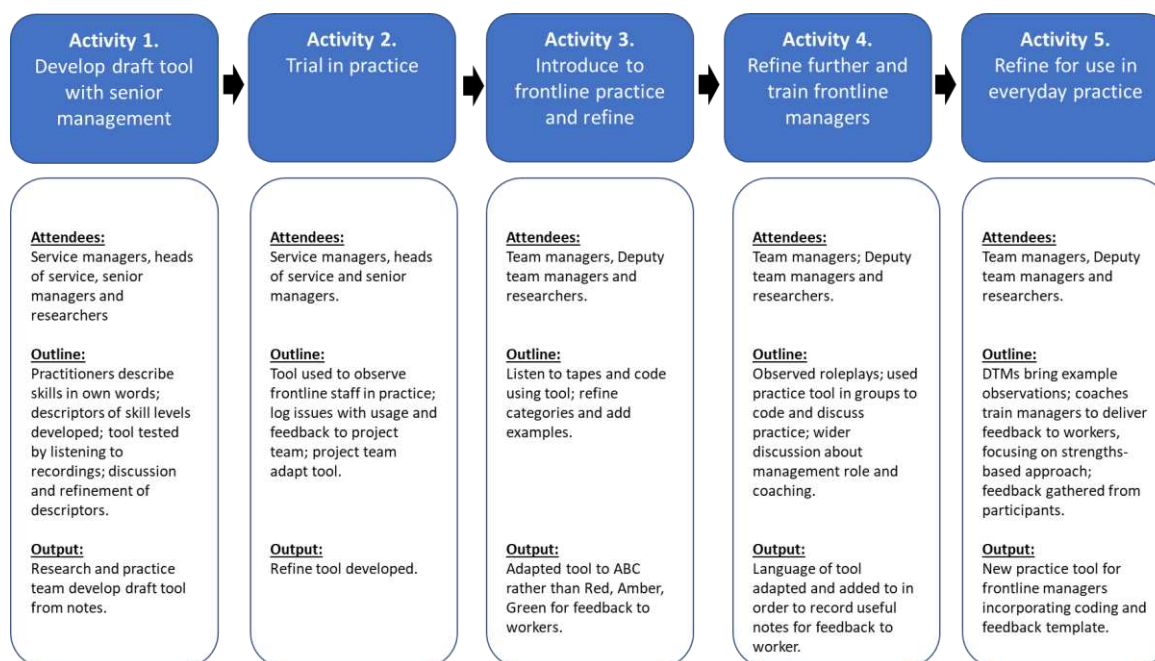 Activity 1.
Develop draft tool
with senior
management
Activity 2.
Trial in practice
Activity 3.
Introduce to
frontline practice
and refine
Activity 4.
Refine further and
train frontline
managers
Activity 5.
Refine for use in
everyday practice
Attendees:
Service managers, heads
of service, senior
managers and
researchers
Outline:
Practitioners describe
skills in own words;
descriptors of skill levels
developed; tool tested
by listening to
recordings; discussion
and refinement of
descriptors.
Output:
Research and practice
team develop draft tool
from notes.
Attendees:
Service managers, heads
of service and senior
managers.
Outline:
Tool used to observe
frontline staff in practice;
log issues with usage and
feedback to project
team; project team
adapt tool.
Output:
Refine tool developed.
Attendees:
Team managers, Deputy
team managers and
researchers.
Outline:
Listen to tapes and code
using tool; refine
categories and add
examples.
Output:
Adapted tool to ABC
rather than Red, Amber,
Green for feedback to
workers.
Attendees:
Team managers; Deputy
team managers and
researchers.
Outline:
Observed roleplays; used
practice tool in groups to
code and discuss
practice; wider
discussion about
management role and
coaching.
Output:
Language of tool
adapted and added to in
order to record useful
notes for feedback to
worker.
Attendees:
Team managers, Deputy
team managers and
researchers.
Outline:
DTMs bring example
observations; coaches
train managers to deliver
feedback to workers,
focusing on strengths-
based approach;
feedback gathered from
participants.
Output:
New practice tool for
frontline managers
incorporating coding and
feedback template.